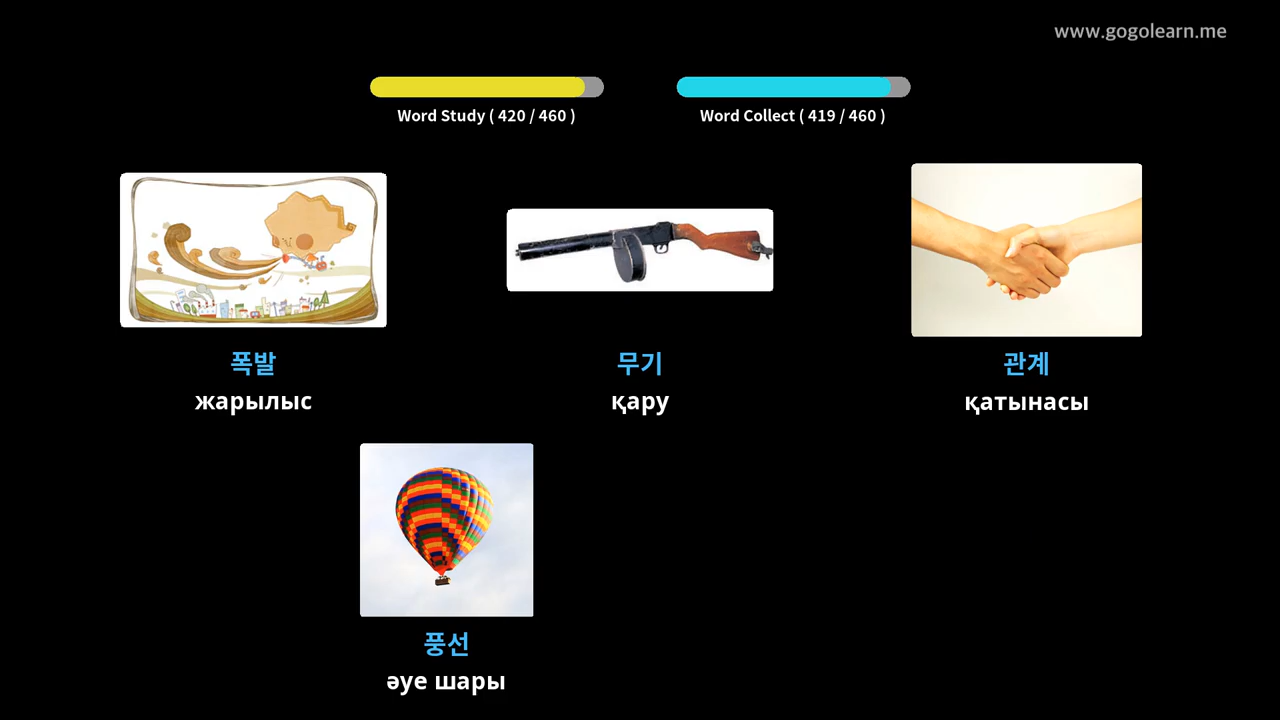 www.gogolearn.me
Word Study ( 420 / 460 )
Word Collect ( 419 / 460 )
폭발
жарылыс
무기
қару
관계
қатынасы
풍선
әуе шары